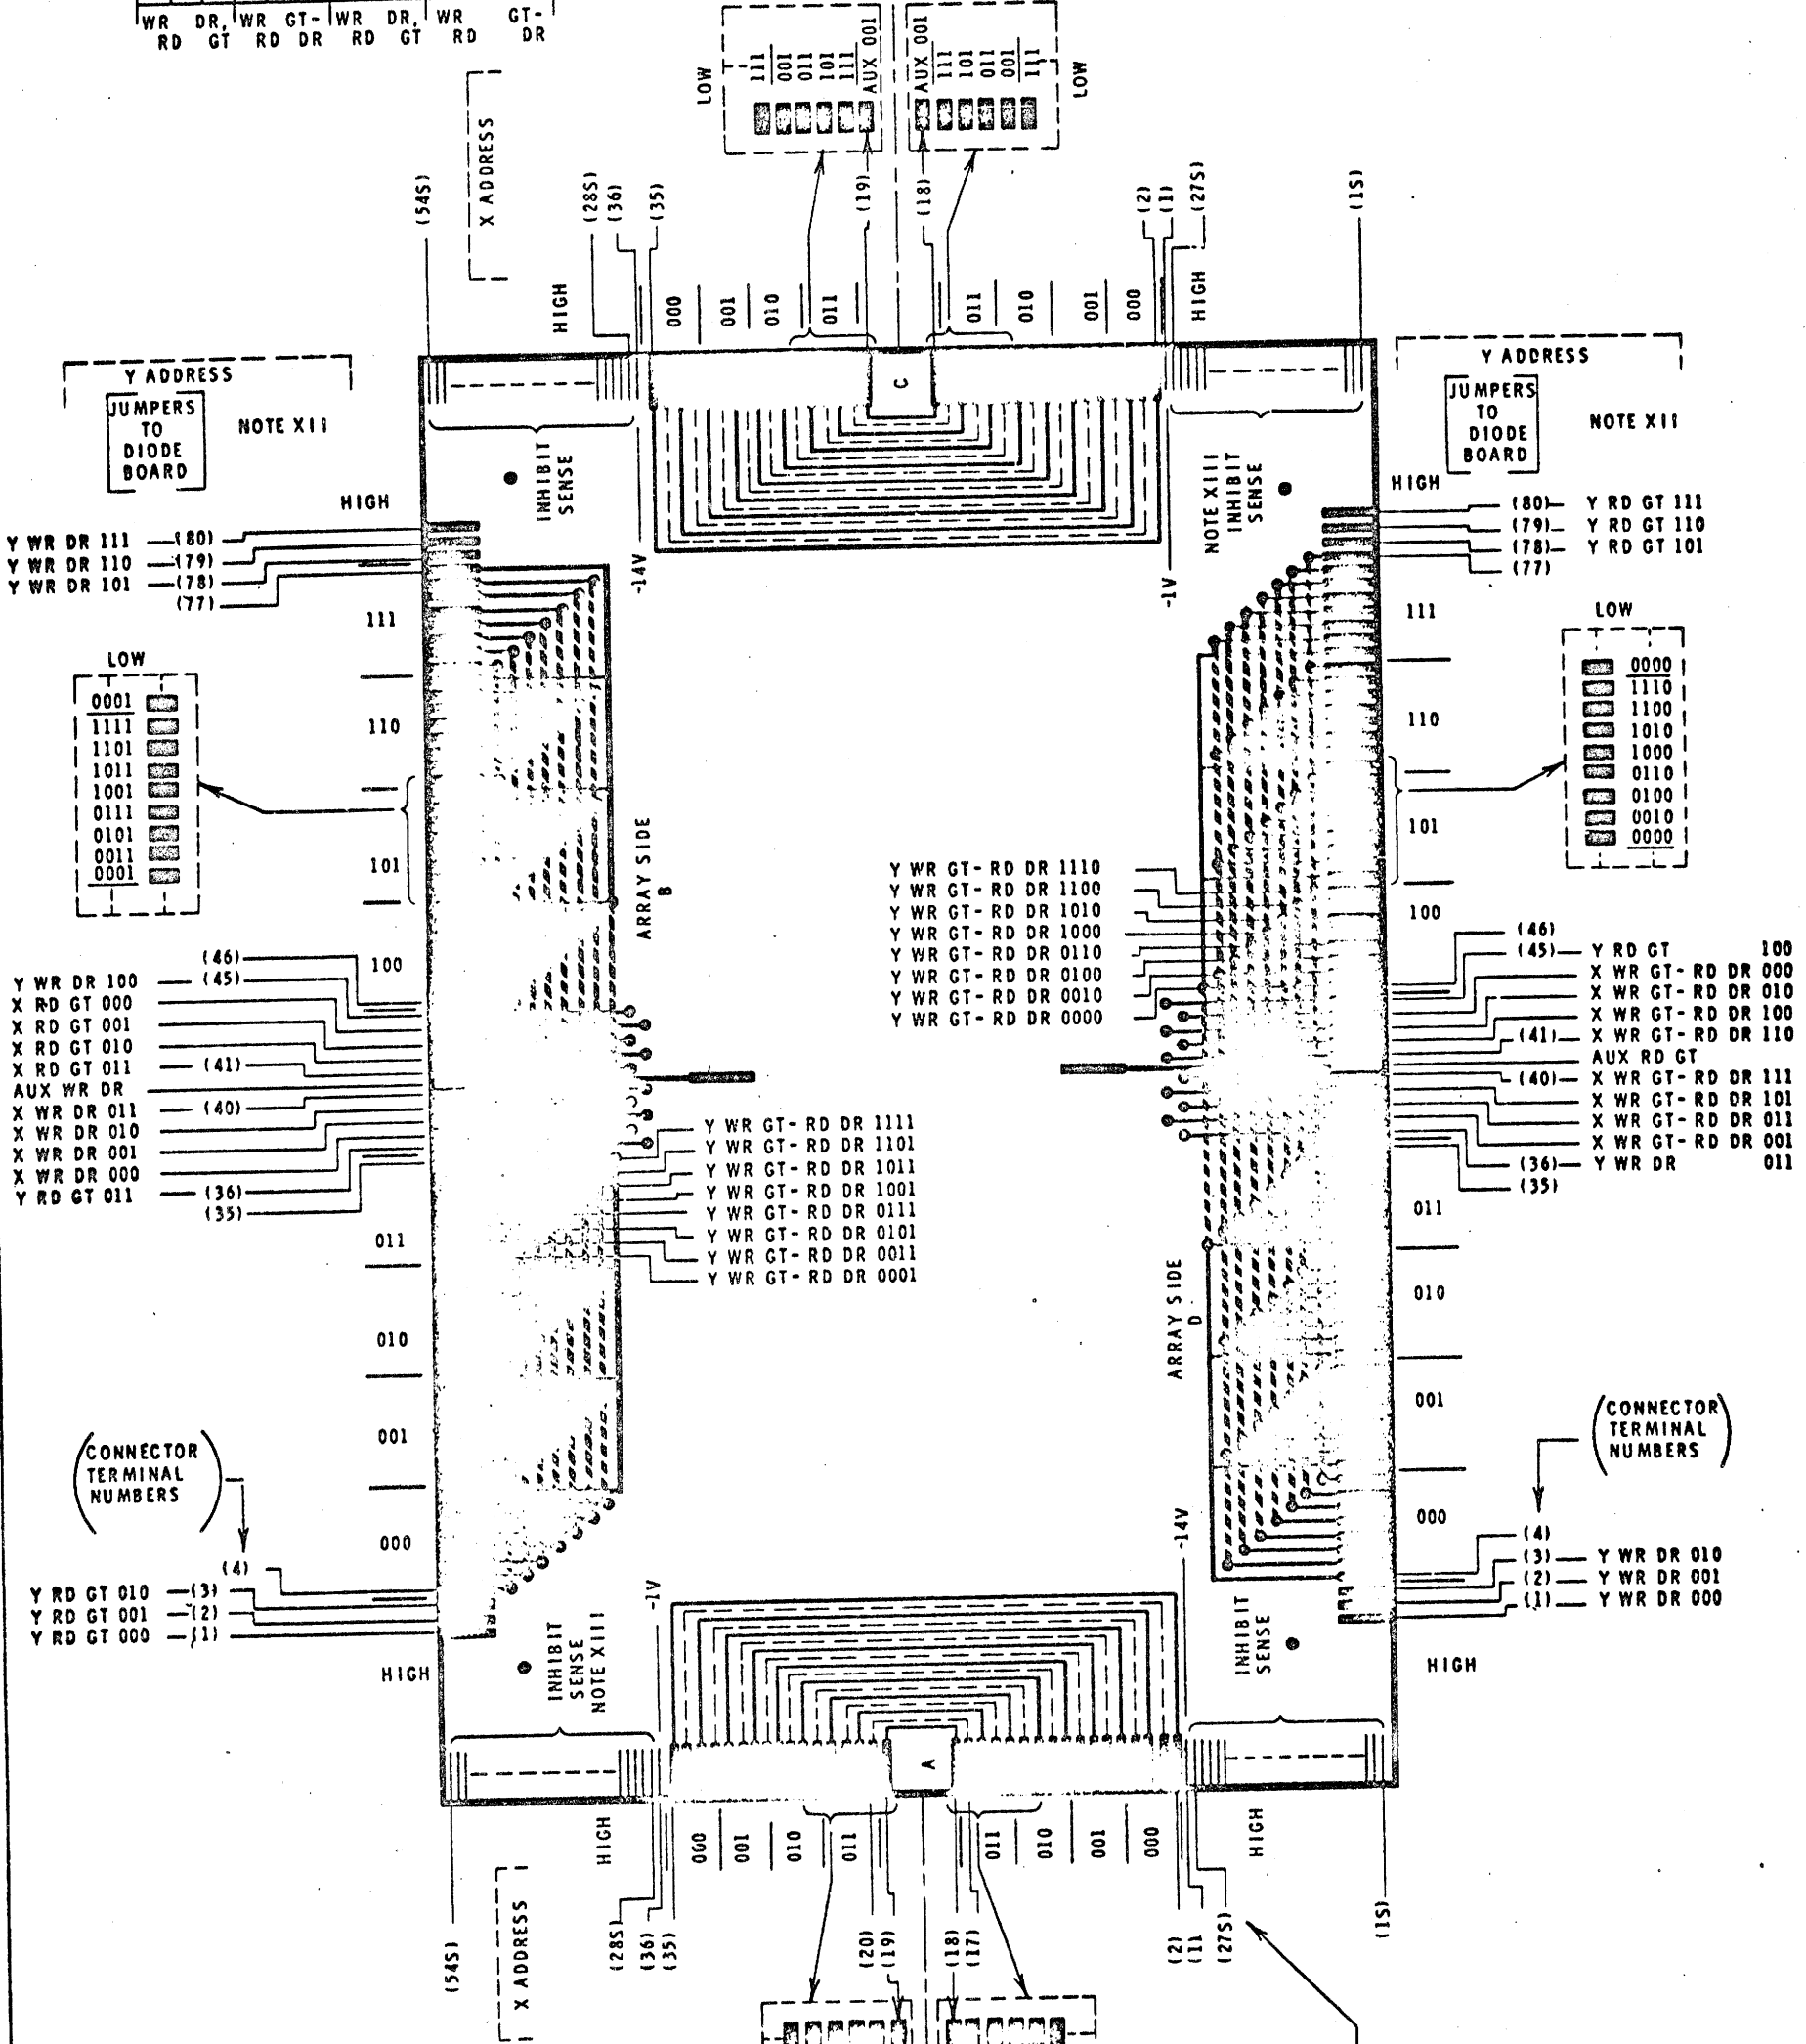 WR DR, WR GT- WR DR, WR GT-
RD GT RD DR RD GT RD DR
X ADDRESS
LOW
111
001
011
101
111
AUX 001
AUX 001
111
101
011
001
111
LOW
(54S)
(28S)
(36)
(35)
(19)
(18)
(2)
(1)
(27S)
(1S)
HIGH
000
001
010
011
011
010
001
000
HIGH
C
Y ADDRESS
JUMPERS
TO
DIODE
BOARD
NOTE XII
HIGH
Y ADDRESS
JUMPERS
TO
DIODE
BOARD
NOTE XII
HIGH
INHIBIT
SENSE
-14V
NOTE XIII
INHIBIT
SENSE
-1V
Y WR DR 111 (80)
Y WR DR 110 (79)
Y WR DR 101 (78)
(77)
(80) Y RD GT 111
(79) Y RD GT 110
(78) Y RD GT 101
(77)
111
110
101
100
LOW
0001
1111
1101
1011
1001
0111
0101
0011
0001
111
110
101
100
LOW
0000
1110
1100
1010
1000
0110
0100
0010
0000
ARRAY SIDE
B
Y WR GT-RD DR 1110
Y WR GT-RD DR 1100
Y WR GT-RD DR 1010
Y WR GT-RD DR 1000
Y WR GT-RD DR 0110
Y WR GT-RD DR 0100
Y WR GT-RD DR 0010
Y WR GT-RD DR 0000
(46)
Y WR DR 100 (45)
X RD GT 000
X RD GT 001
X RD GT 010
X RD GT 011 (41)
AUX WR DR
X WR DR 011 (40)
X WR DR 010
X WR DR 001
X WR DR 000
Y RD GT 011 (36)
(35)
(46)
(45) Y RD GT 100
X WR GT-RD DR 000
X WR GT-RD DR 010
X WR GT-RD DR 100
(41) X WR GT-RD DR 110
AUX RD GT
(40) X WR GT-RD DR 111
X WR GT-RD DR 101
X WR GT-RD DR 011
X WR GT-RD DR 001
(36) Y WR DR 011
(35)
Y WR GT-RD DR 1111
Y WR GT-RD DR 1101
Y WR GT-RD DR 1011
Y WR GT-RD DR 1001
Y WR GT-RD DR 0111
Y WR GT-RD DR 0101
Y WR GT-RD DR 0011
Y WR GT-RD DR 0001
ARRAY SIDE
D
011
010
001
000
011
010
001
000
(CONNECTOR
TERMINAL
NUMBERS)
(4)
Y RD GT 010 (3)
Y RD GT 001 (2)
Y RD GT 000 (1)
HIGH
(CONNECTOR
TERMINAL
NUMBERS)
(4)
(3) Y WR DR 010
(2) Y WR DR 001
(1) Y WR DR 000
HIGH
INHIBIT
SENSE
NOTE XIII
-1V
-14V
INHIBIT
SENSE
A
HIGH
000
001
010
011
011
010
001
000
HIGH
(54S)
X ADDRESS
(28S)
(36)
(35)
(20)
(19)
(18)
(17)
(2)
(11
(27S)
(1S)